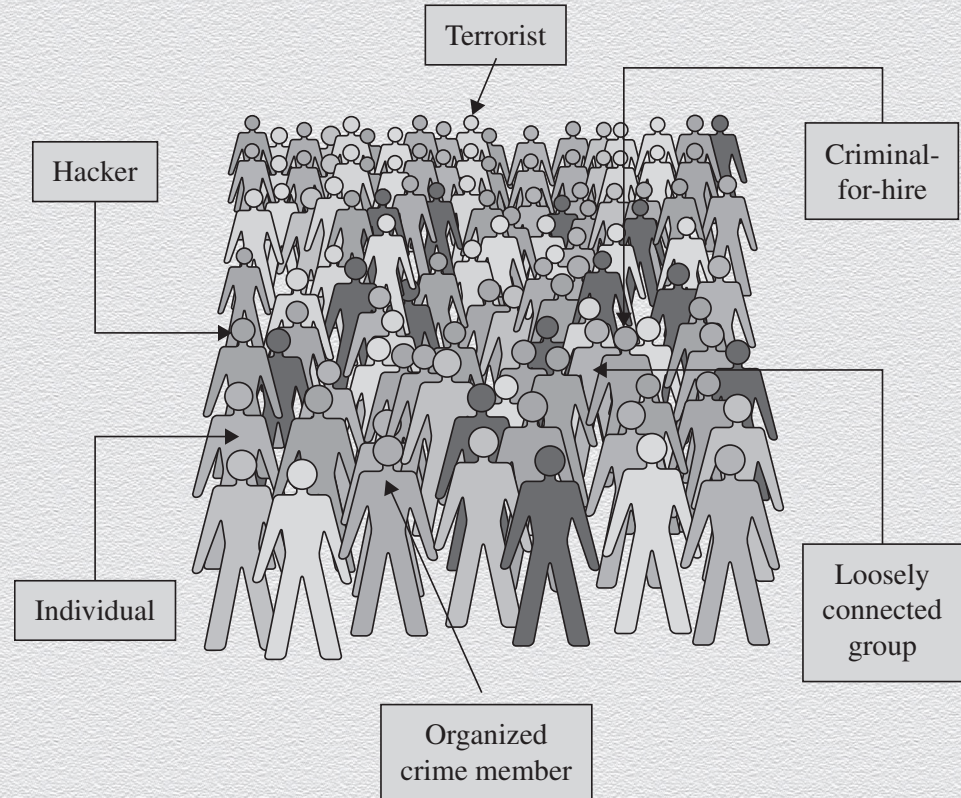 Terrorist
Hacker
Criminal-
for-hire
Individual
Loosely
connected
group
Organized
crime member